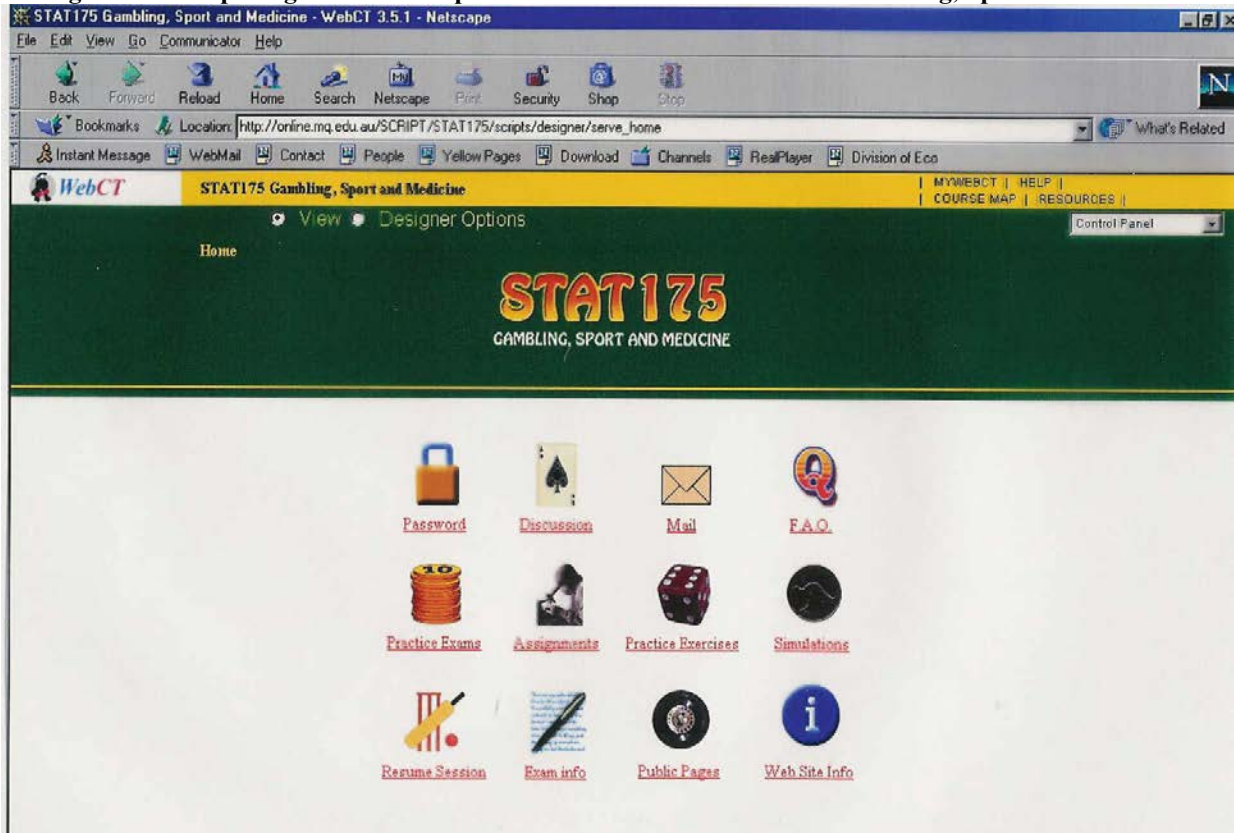 STAT175 Gambling, Sport and Medicine - WebCT 3.5.1 - Netscape
File Edit View Go Communicator Help
Back Forward Reload Home Search Netscape Print Security Shop Stop
Bookmarks Location: http://online.mq.edu.au/SCRIPT/STAT175/scripts/designer/serve_home What's Related
Instant Message WebMail Contact People Yellow Pages Download Channels RealPlayer Division of Eco
WebCT STAT175 Gambling, Sport and Medicine | MYWEBCT | HELP |
| COURSE MAP | RESOURCES |
View Designer Options Control Panel
Home
STAT175
GAMBLING, SPORT AND MEDICINE
Password Discussion Mail F.A.Q.
10
Practice Exams Assignments Practice Exercises Simulations
Resume Session Exam info Public Pages Web Site Info